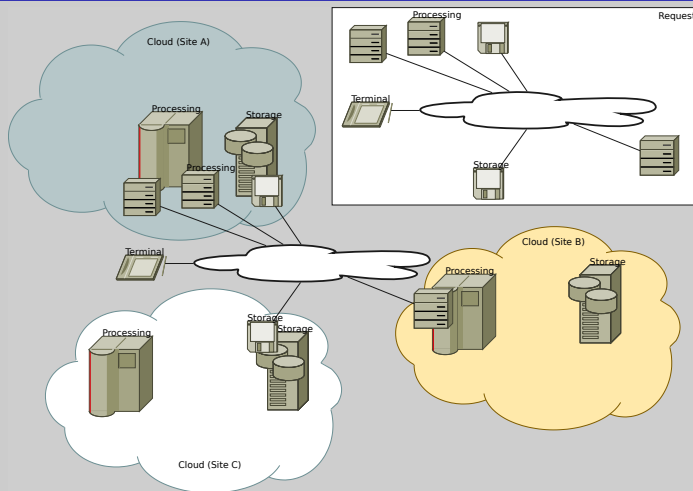 Processing
Request
Cloud (Site A)
Terminal
Processing
Storage
Processing
Storage
Cloud (Site B)
Terminal
Storage
Processing
Storage
Storage
Processing
Cloud (Site C)